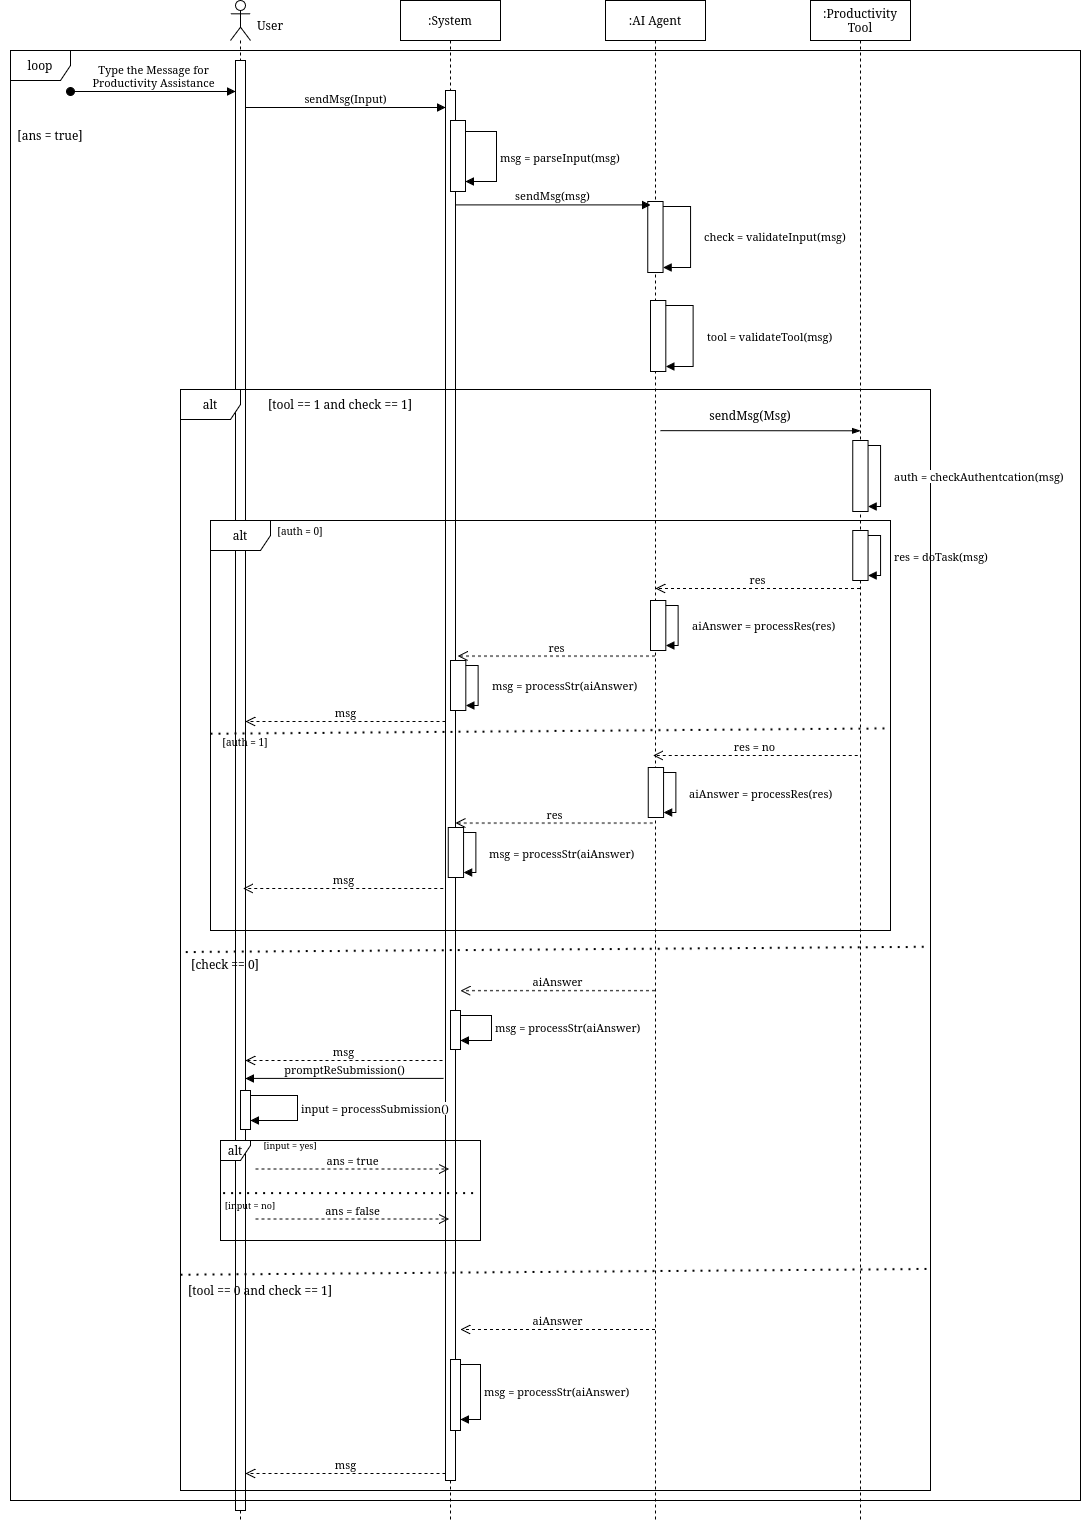 User
:System
:AI Agent
:Productivity
Tool
loop
Type the Message for
Productivity Assistance
sendMsg(Input)
[ans = true]
msg = parseInput(msg)
sendMsg(msg)
check = validateInput(msg)
tool = validateTool(msg)
alt
[tool == 1 and check == 1]
sendMsg(Msg)
auth = checkAuthentcation(msg)
alt
[auth = 0]
res = doTask(msg)
res
aiAnswer = processRes(res)
res
msg = processStr(aiAnswer)
msg
[auth = 1]
res = no
aiAnswer = processRes(res)
res
msg = processStr(aiAnswer)
msg
[check == 0]
aiAnswer
msg = processStr(aiAnswer)
msg
promptReSubmission()
input = processSubmission()
alt
[input = yes]
ans = true
[input = no]
ans = false
[tool == 0 and check == 1]
aiAnswer
msg = processStr(aiAnswer)
msg